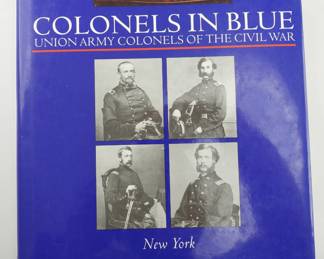 COLONELS IN BLUE
UNION ARMY COLONELS OF THE CIVIL WAR
New York